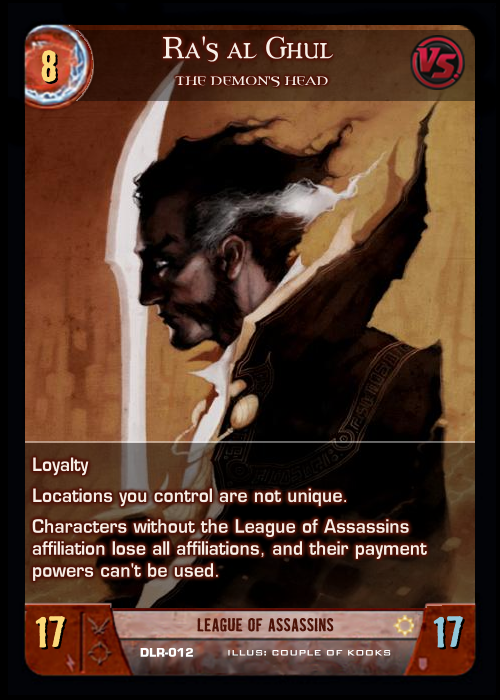 8
Ra's al Ghul
VS
THE DEMON'S HEAD
Loyalty
Locations you control are not unique.
Characters without the League of Assassins
affiliation lose all affiliations, and their payment
powers can't be used.
17
LEAGUE OF ASSASSINS
17
DLR-012 ILLUS: COUPLE OF KOOKS